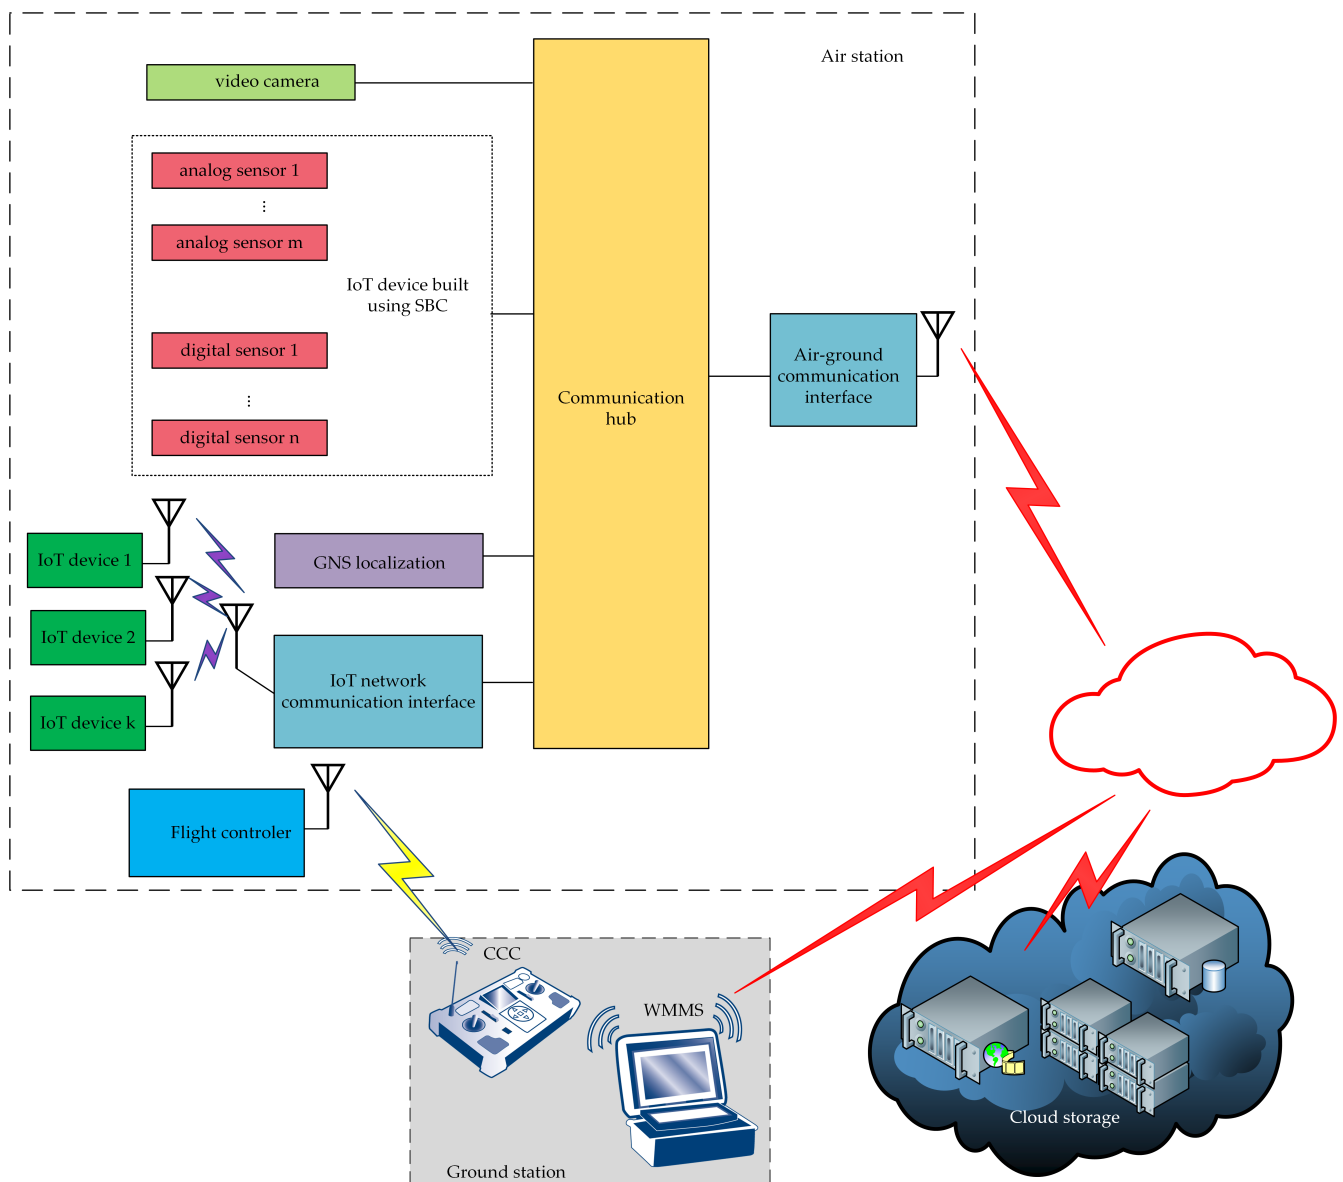 Air station
video camera
analog sensor 1
⋮
analog sensor m
IoT device built
using SBC
digital sensor 1
⋮
digital sensor n
Air-ground
communication
interface
Communication
hub
IoT device 1
GNS localization
IoT device 2
IoT network
communication interface
IoT device k
Flight controler
CCC
WMMS
Cloud storage
Ground station